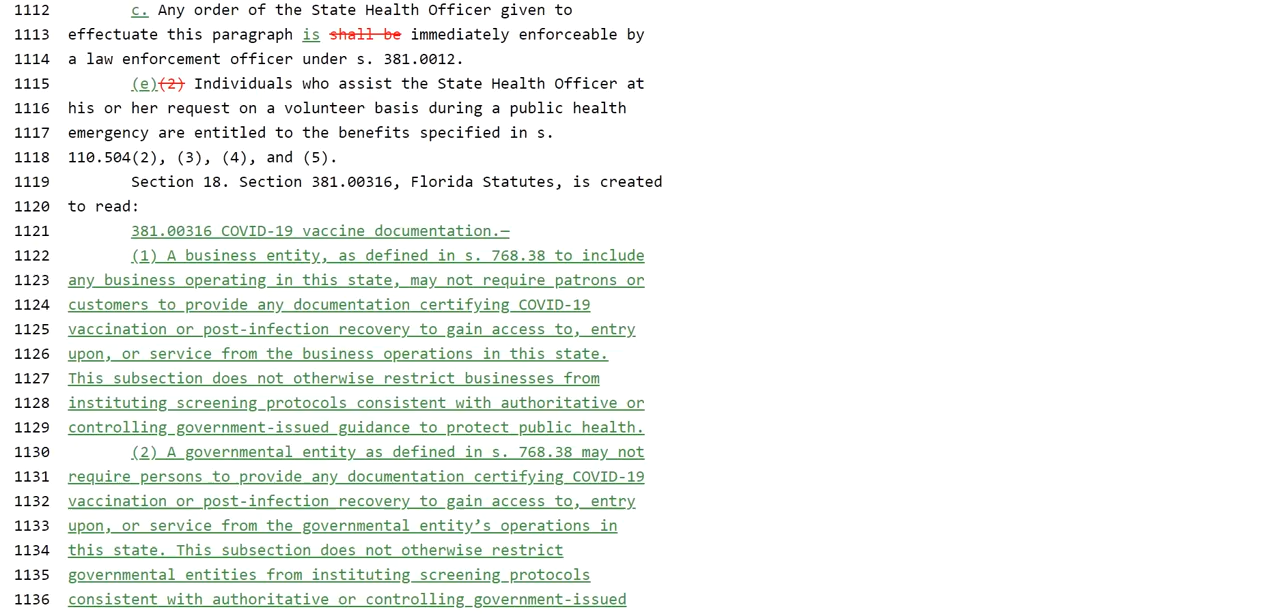 1112 c. Any order of the State Health Officer given to
1113 effectuate this paragraph is shall be immediately enforceable by
1114 a law enforcement officer under s. 381.0012.
1115 (e)(2) Individuals who assist the State Health Officer at
1116 his or her request on a volunteer basis during a public health
1117 emergency are entitled to the benefits specified in s.
1118 110.504(2), (3), (4), and (5).
1119 Section 18. Section 381.00316, Florida Statutes, is created
1120 to read:
1121 381.00316 COVID-19 vaccine documentation.—
1122 (1) A business entity, as defined in s. 768.38 to include
1123 any business operating in this state, may not require patrons or
1124 customers to provide any documentation certifying COVID-19
1125 vaccination or post-infection recovery to gain access to, entry
1126 upon, or service from the business operations in this state.
1127 This subsection does not otherwise restrict businesses from
1128 instituting screening protocols consistent with authoritative or
1129 controlling government-issued guidance to protect public health.
1130 (2) A governmental entity as defined in s. 768.38 may not
1131 require persons to provide any documentation certifying COVID-19
1132 vaccination or post-infection recovery to gain access to, entry
1133 upon, or service from the governmental entity’s operations in
1134 this state. This subsection does not otherwise restrict
1135 governmental entities from instituting screening protocols
1136 consistent with authoritative or controlling government-issued